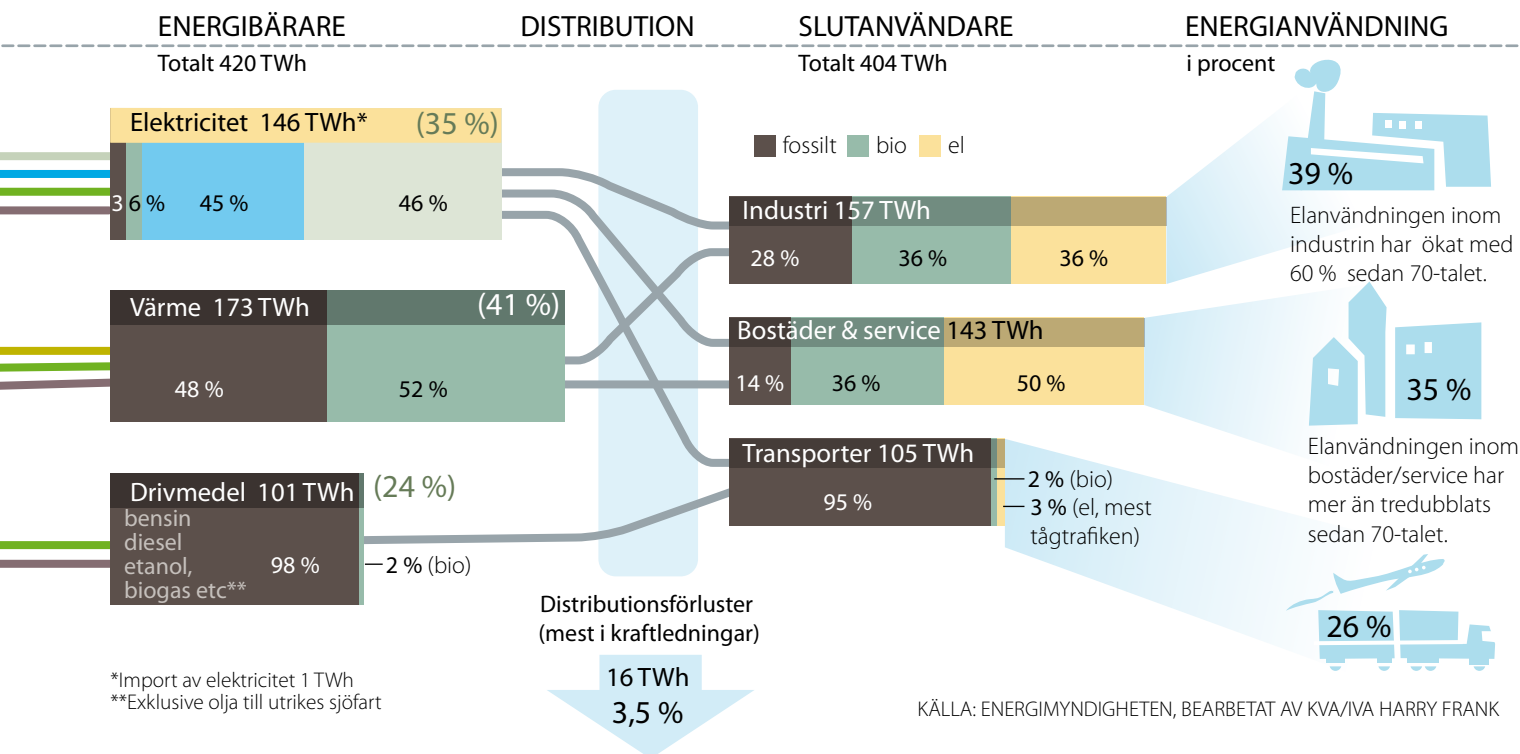 ENERGIBÄRARE
Totalt 420 TWh
DISTRIBUTION
SLUTANVÄNDARE
Totalt 404 TWh
ENERGIANVÄNDNING
i procent
Elektricitet 146 TWh* (35 %)
3 6 % 45 % 46 %
Värme 173 TWh (41 %)
48 % 52 %
Drivmedel 101 TWh (24 %)
bensin
diesel
etanol, 98 % 2 % (bio)
biogas etc**
*Import av elektricitet 1 TWh
**Exklusive olja till utrikes sjöfart
Distributionsförluster
(mest i kraftledningar)
16 TWh
3,5 %
fossilt bio el
Industri 157 TWh
28 % 36 % 36 %
Bostäder & service 143 TWh
14 % 36 % 50 %
Transporter 105 TWh
95 %
2 % (bio)
3 % (el, mest
tågtrafiken)
39 %
Elanvändningen inom
industrin har ökat med
60 % sedan 70-talet.
35 %
Elanvändningen inom
bostäder/service har
mer än tredubblats
sedan 70-talet.
26 %
KÄLLA: ENERGIMYNDIGHETEN, BEARBETAT AV KVA/IVA HARRY FRANK